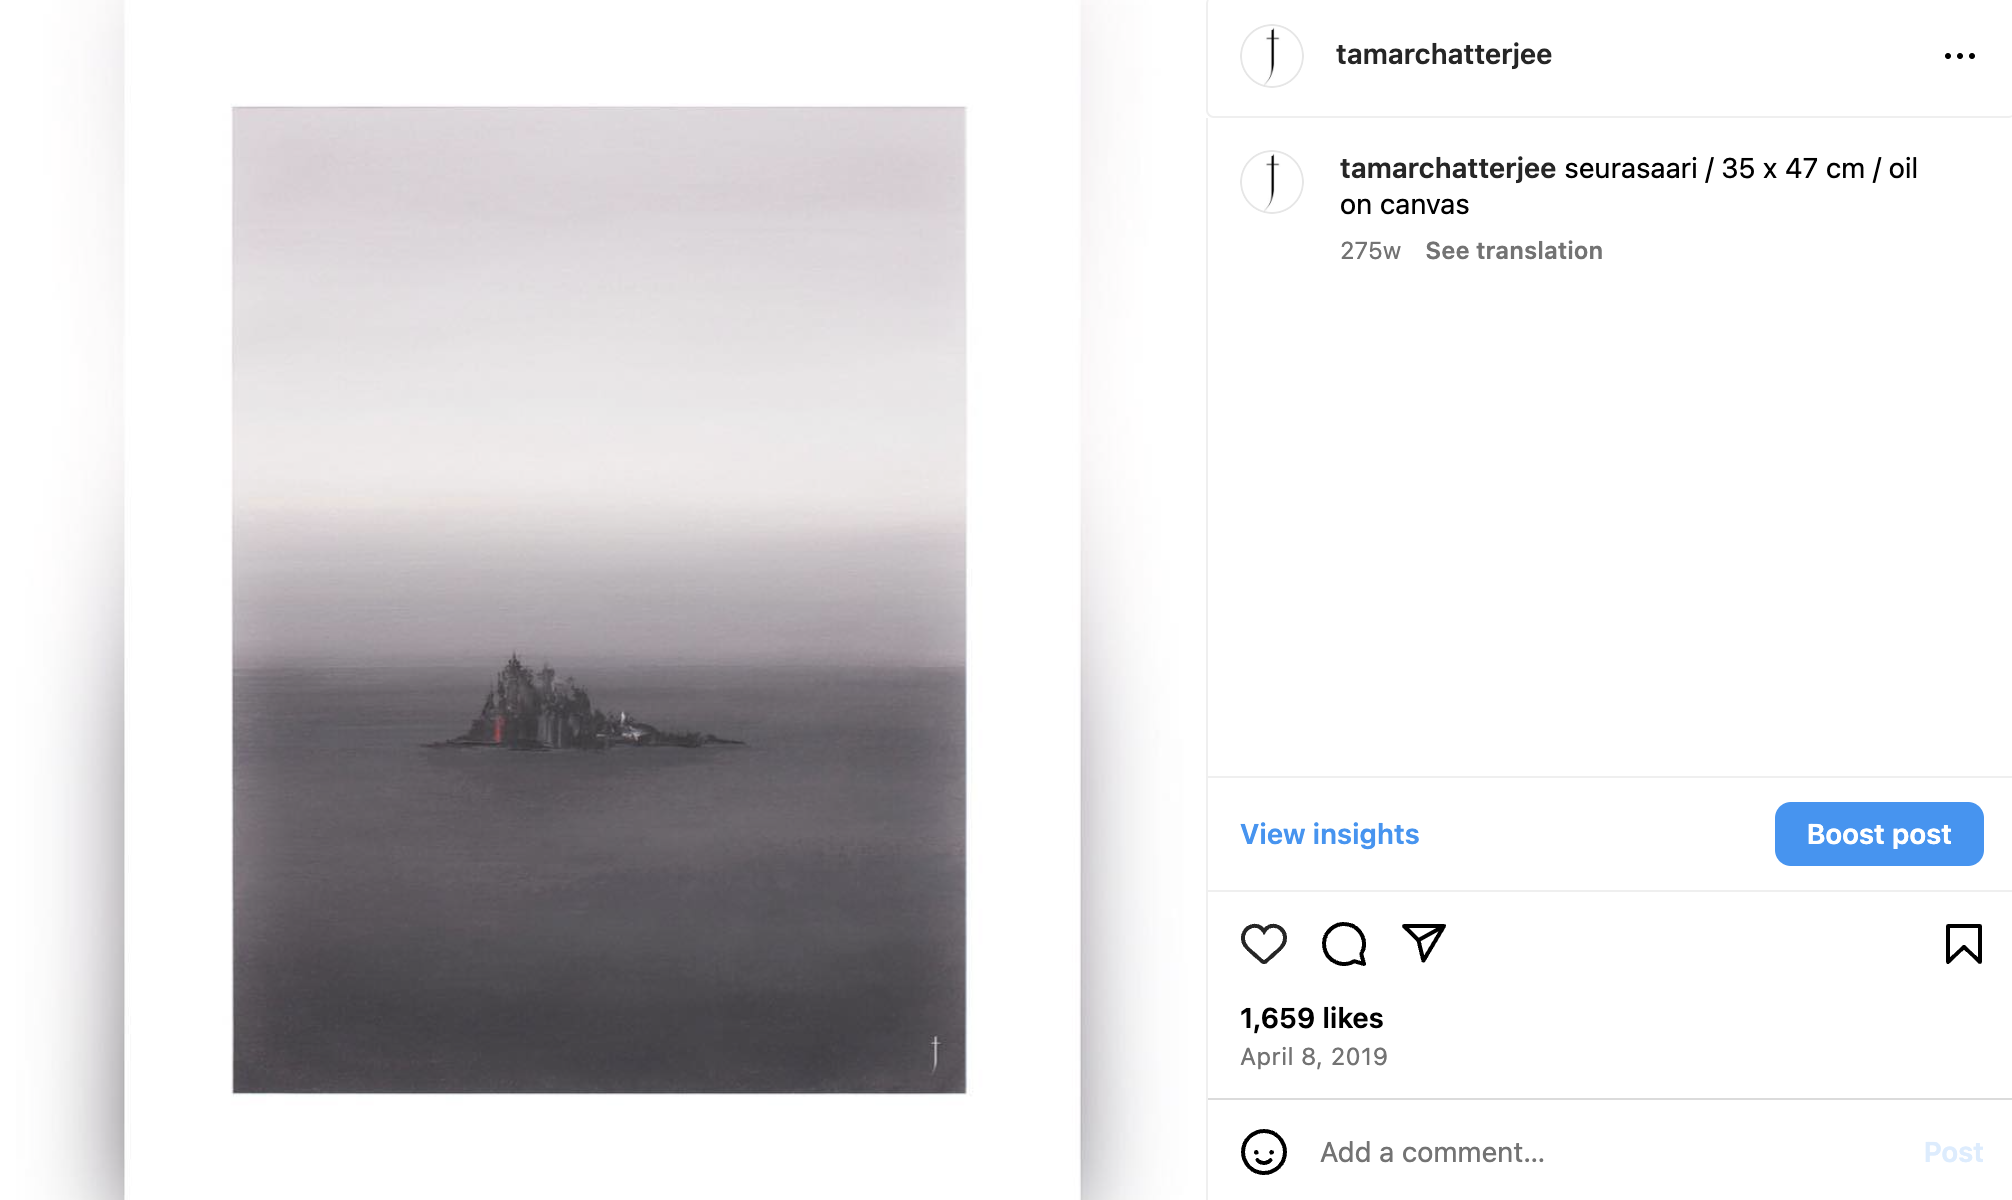 tamarchatterjee
tamarchatterjee seurasaari / 35 x 47 cm / oil
on canvas
275w See translation
View insights
Boost post
1,659 likes
April 8, 2019
Add a comment...
Post